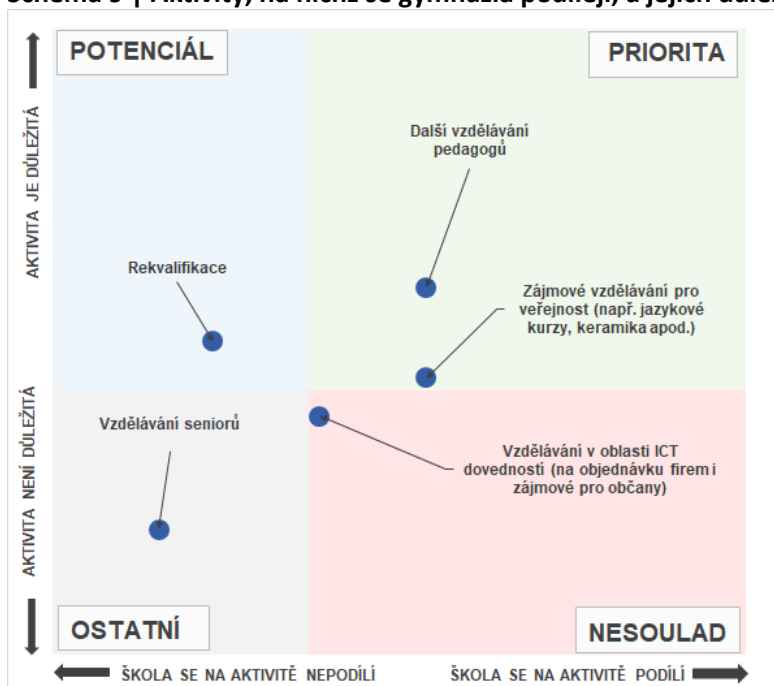 POTENCIÁL
PRIORITA
AKTIVITA JE DŮLEŽITÁ
Další vzdělávání
pedagogů
Rekvalifikace
Zájmové vzdělávání pro
veřejnost (např. jazykové
kurzy, keramika apod.)
AKTIVITA NENÍ DŮLEŽITÁ
Vzdělávání seniorů
Vzdělávání v oblasti ICT
dovedností (na objednávku firem i
zájmové pro občany)
OSTATNÍ
NESOULAD
ŠKOLA SE NA AKTIVITĚ NEPODÍLÍ
ŠKOLA SE NA AKTIVITĚ PODÍLÍ